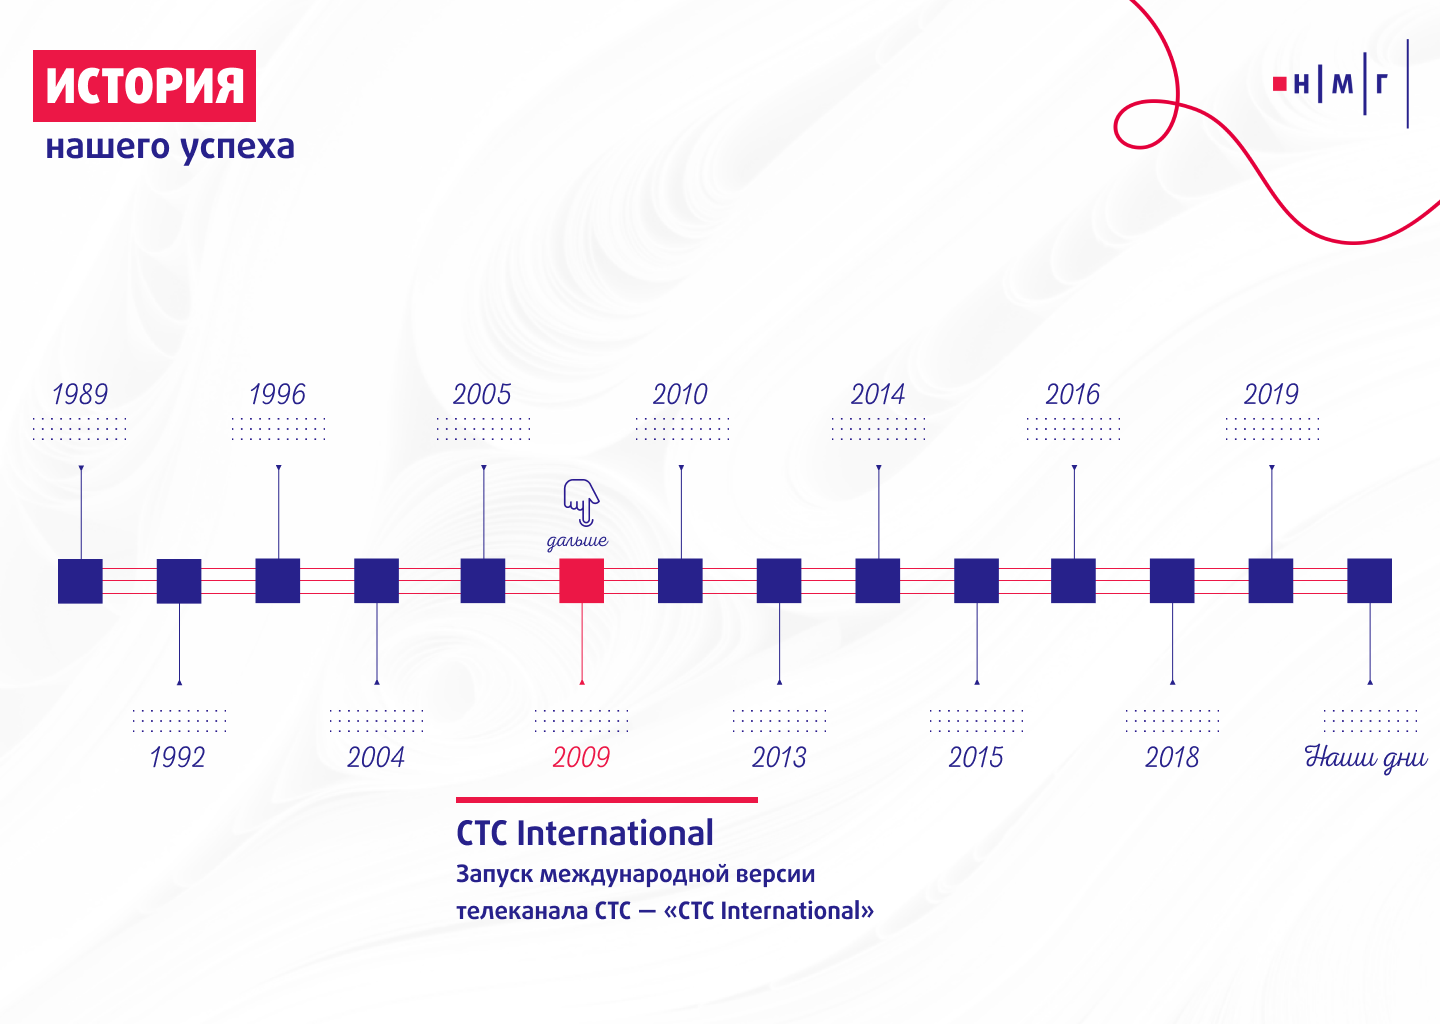 ИСТОРИЯ
нашего успеха
Н М Г
1989 1996 2005 2010 2014 2016 2019
дальше
1992 2004 2009 2013 2015 2018 Наши дни
СТС International
Запуск международной версии
телеканала СТС — «СТС International»